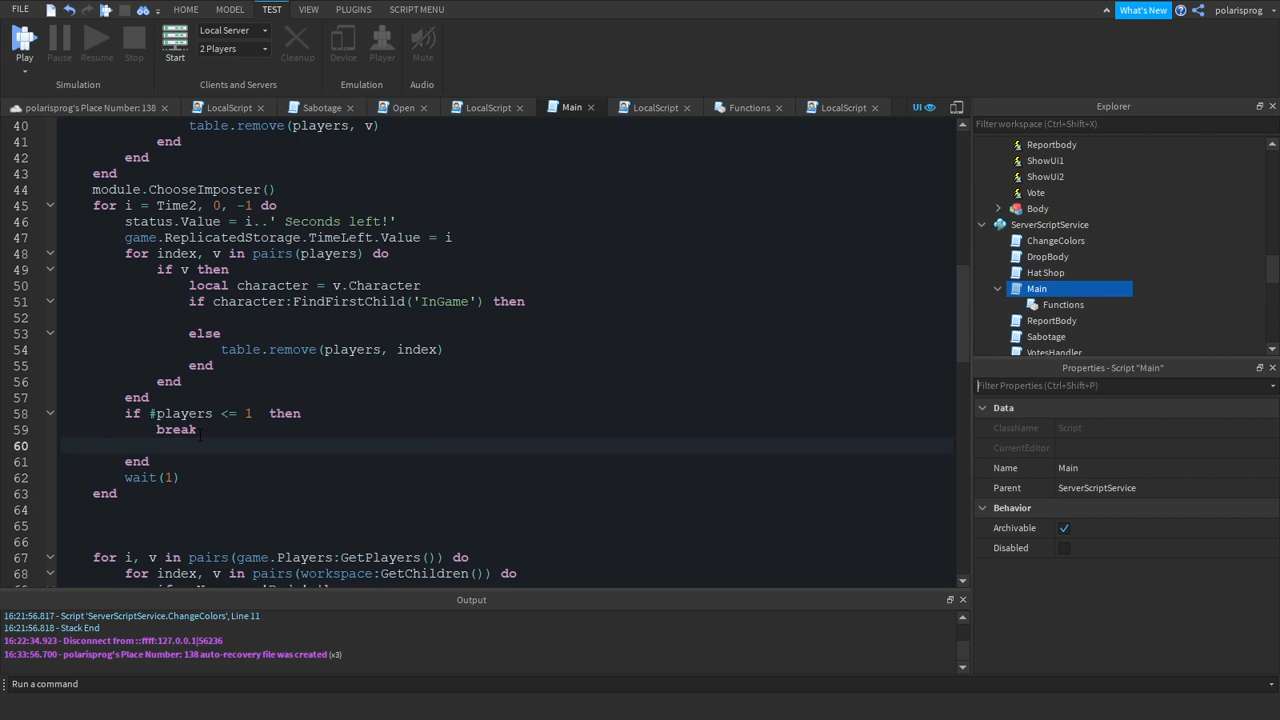 FILE HOME MODEL TEST VIEW PLUGINS SCRIPT MENU What's New polarisprog
Play Pause Resume Stop Start Local Server 2 Players Cleanup Device Player Mute
Simulation Clients and Servers Emulation Audio
polarisprog's Place Number: 138 LocalScript Sabotage Open LocalScript Main LocalScript Functions LocalScript UI
40 table.remove(players, v)
41 end
42 end
43 end
44 module.ChooseImposter()
45 for i = Time2, 0, -1 do
46 status.Value = i..' Seconds left!'
47 game.ReplicatedStorage.TimeLeft.Value = i
48 for index, v in pairs(players) do
49 if v then
50 local character = v.Character
51 if character:FindFirstChild('InGame') then
52
53 else
54 table.remove(players, index)
55 end
56 end
57 end
58 if #players <= 1  then
59 break
60
61 end
62 wait(1)
63 end
64
65
66
67 for i, v in pairs(game.Players:GetPlayers()) do
68 for index, v in pairs(workspace:GetChildren()) do
Explorer
Filter workspace (Ctrl+Shift+X)
Reportbody
ShowUi1
ShowUi2
Vote
Body
ServerScriptService
ChangeColors
DropBody
Hat Shop
Main
Functions
ReportBody
Sabotage
VotesHandler
Properties - Script "Main"
Filter Properties (Ctrl+Shift+P)
Data
ClassName Script
CurrentEditor
Name Main
Parent ServerScriptService
Behavior
Archivable
Disabled
Output
16:21:56.817 - Script 'ServerScriptService.ChangeColors', Line 11
16:21:56.818 - Stack End
16:22:34.923 - Disconnect from ::ffff:127.0.0.1|56236
16:33:56.700 - polarisprog's Place Number: 138 auto-recovery file was created (x3)
Run a command